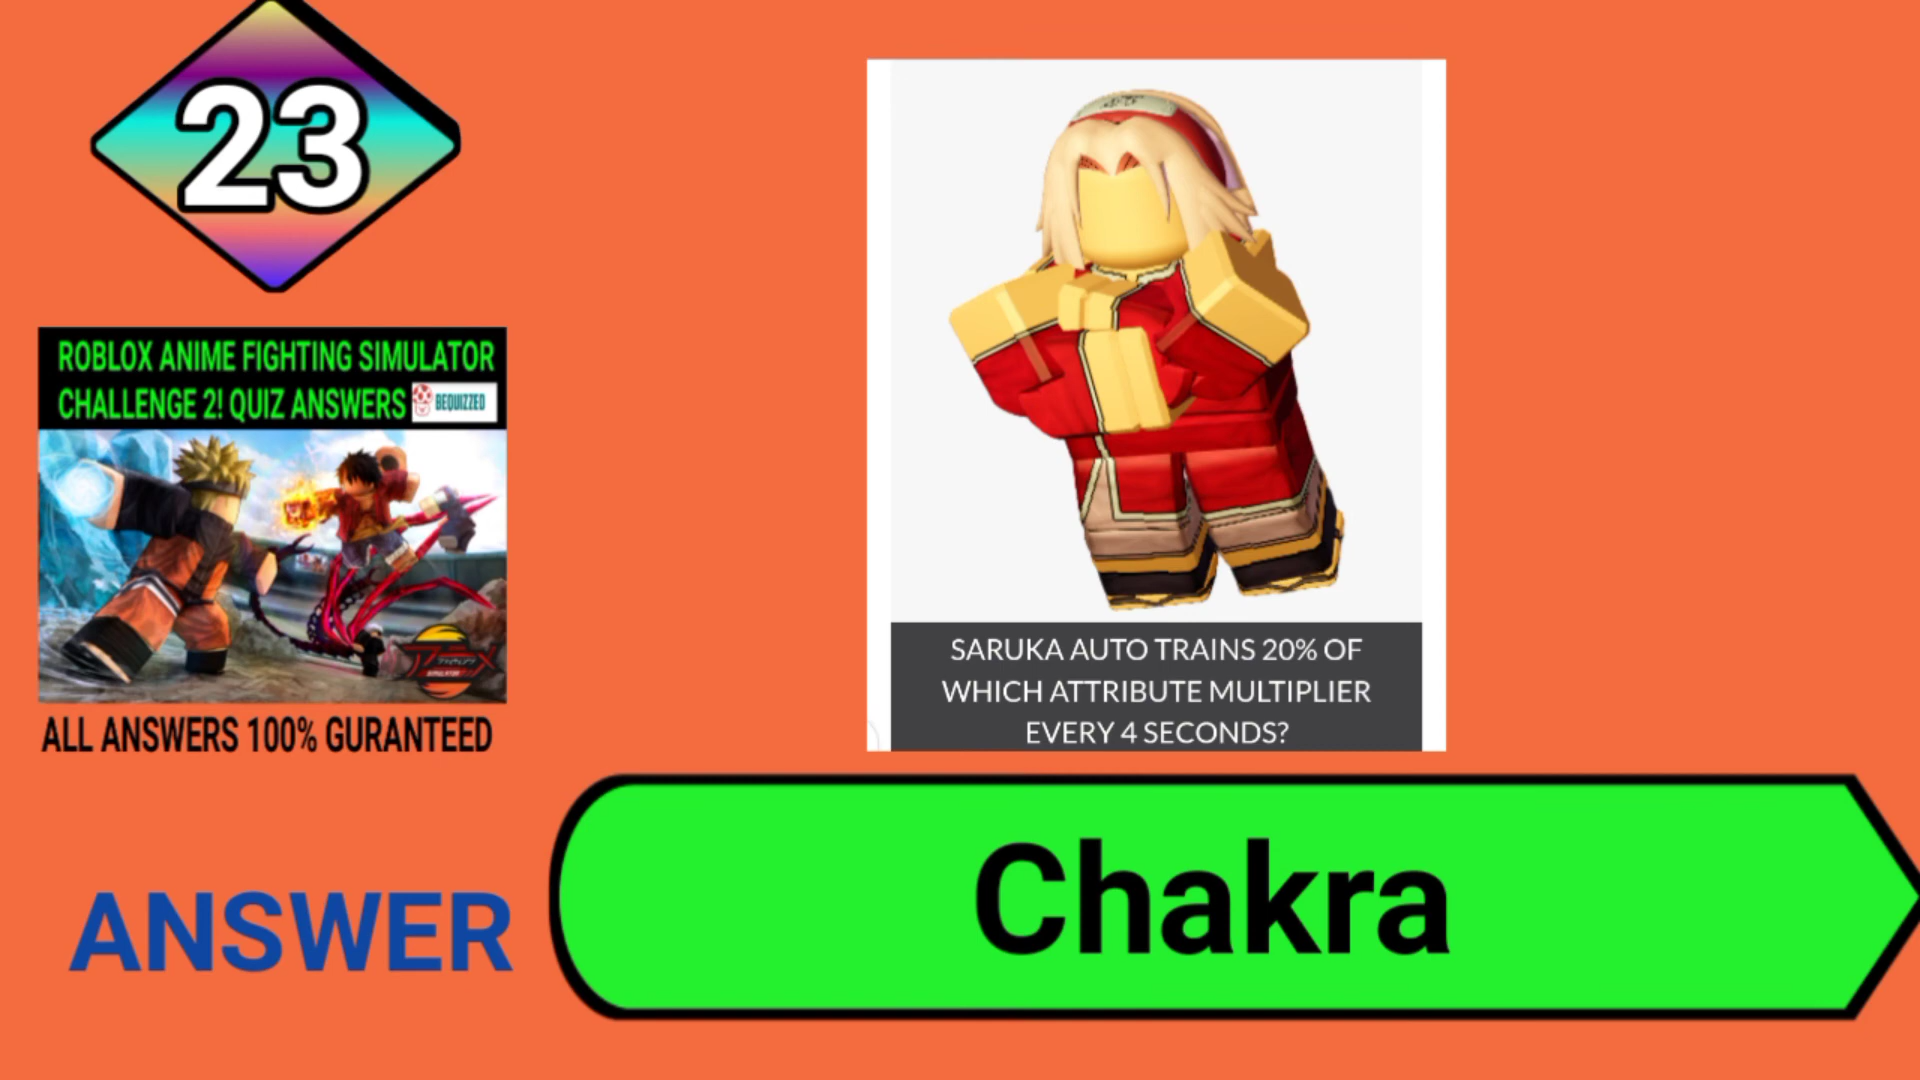 23
ROBLOX ANIME FIGHTING SIMULATOR
CHALLENGE 2! QUIZ ANSWERS BEQUIZZED
SIMULATOR
ALL ANSWERS 100% GURANTEED
SARUKA AUTO TRAINS 20% OF
WHICH ATTRIBUTE MULTIPLIER
EVERY 4 SECONDS?
ANSWER
Chakra